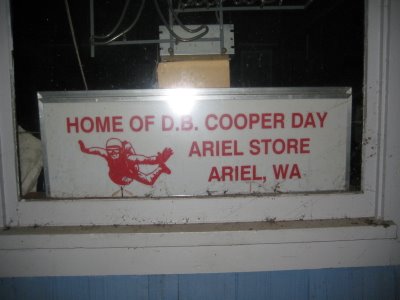 HOME OF D.B. COOPER DAY
ARIEL STORE
ARIEL, WA